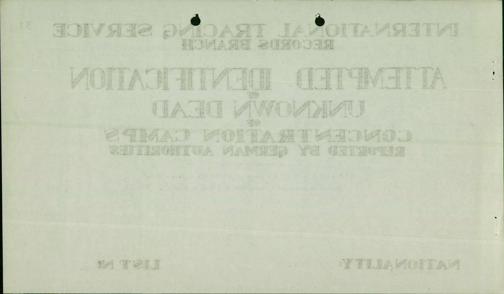 INTERNATIONAL TRACING SERVICE
RECORDS BRANCH
ATTEMPTED IDENTIFICATION
OF
UNKNOWN DEAD
OF
CONCENTRATION CAMPS
REPORTED BY GERMAN AUTHORITIES
NATIONALITY: LIST №